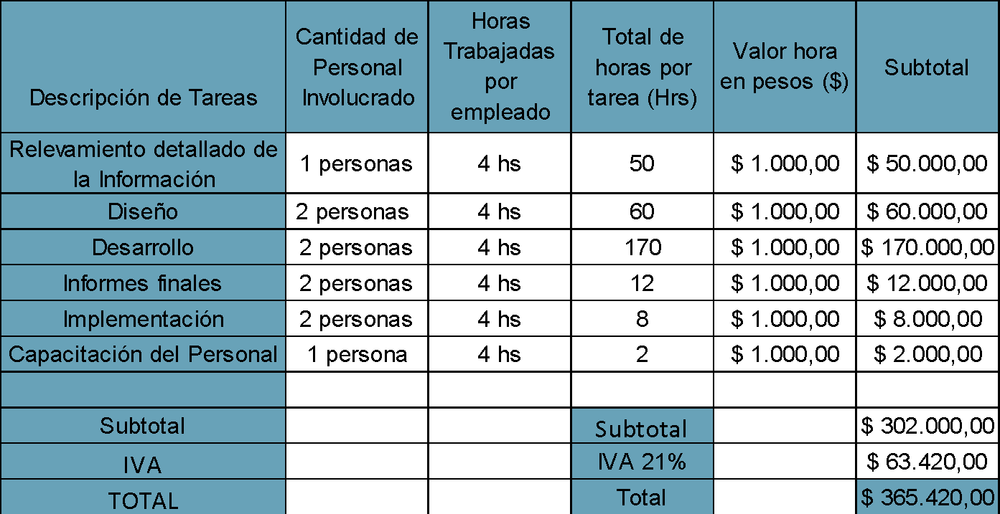 Descripción de Tareas Cantidad de Personal Involucrado Horas Trabajadas por empleado Total de horas por tarea (Hrs) Valor hora en pesos ($) Subtotal
Relevamiento detallado de la Información 1 personas 4 hs 50 $ 1.000,00 $ 50.000,00
Diseño 2 personas 4 hs 60 $ 1.000,00 $ 60.000,00
Desarrollo 2 personas 4 hs 170 $ 1.000,00 $ 170.000,00
Informes finales 2 personas 4 hs 12 $ 1.000,00 $ 12.000,00
Implementación 2 personas 4 hs 8 $ 1.000,00 $ 8.000,00
Capacitación del Personal 1 persona 4 hs 2 $ 1.000,00 $ 2.000,00
Subtotal Subtotal $ 302.000,00
IVA IVA 21% $ 63.420,00
TOTAL Total $ 365.420,00